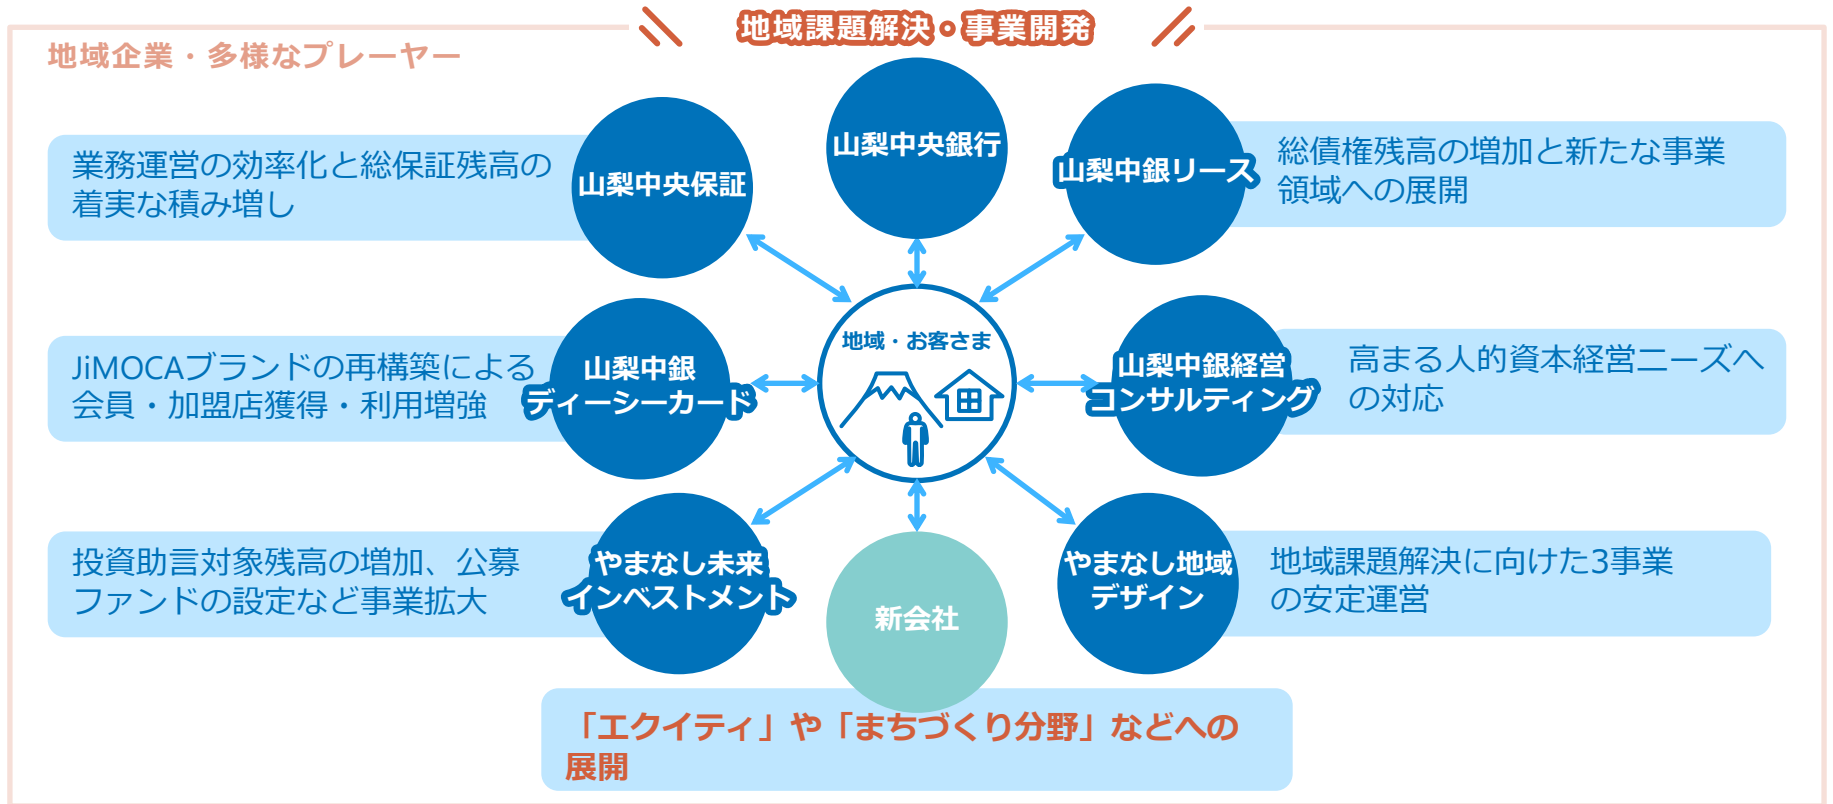 地域課題解決・事業開発
地域企業・多様なプレーヤー
山梨中央銀行
業務運営の効率化と総保証残高の
着実な積み増し
山梨中央保証
山梨中銀リース
総債権残高の増加と新たな事業
領域への展開
地域・お客さま
JiMOCAブランドの再構築による
会員・加盟店獲得・利用増強
山梨中銀
ディーシーカード
山梨中銀経営
コンサルティング
高まる人的資本経営ニーズへ
の対応
投資助言対象残高の増加、公募
ファンドの設定など事業拡大
やまなし未来
インベストメント
新会社
やまなし地域
デザイン
地域課題解決に向けた3事業
の安定運営
「エクイティ」や「まちづくり分野」などへの
展開